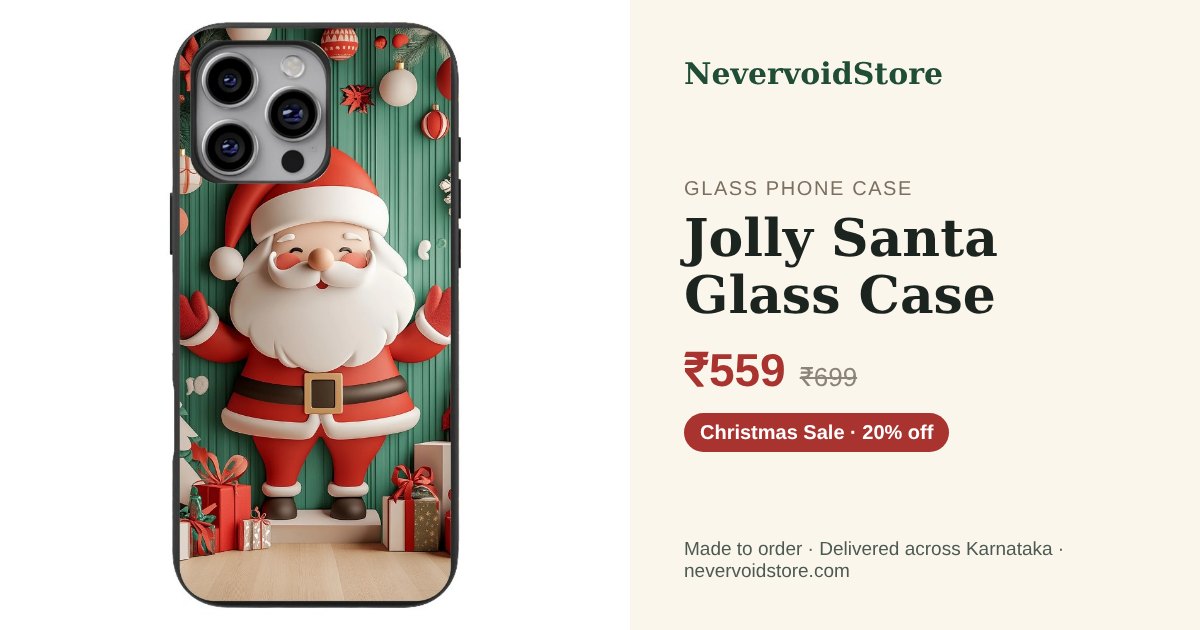 NevervoidStore
GLASS PHONE CASE
Jolly Santa
Glass Case
₹559 ₹699
Christmas Sale · 20% off
Made to order · Delivered across Karnataka ·
nevervoidstore.com